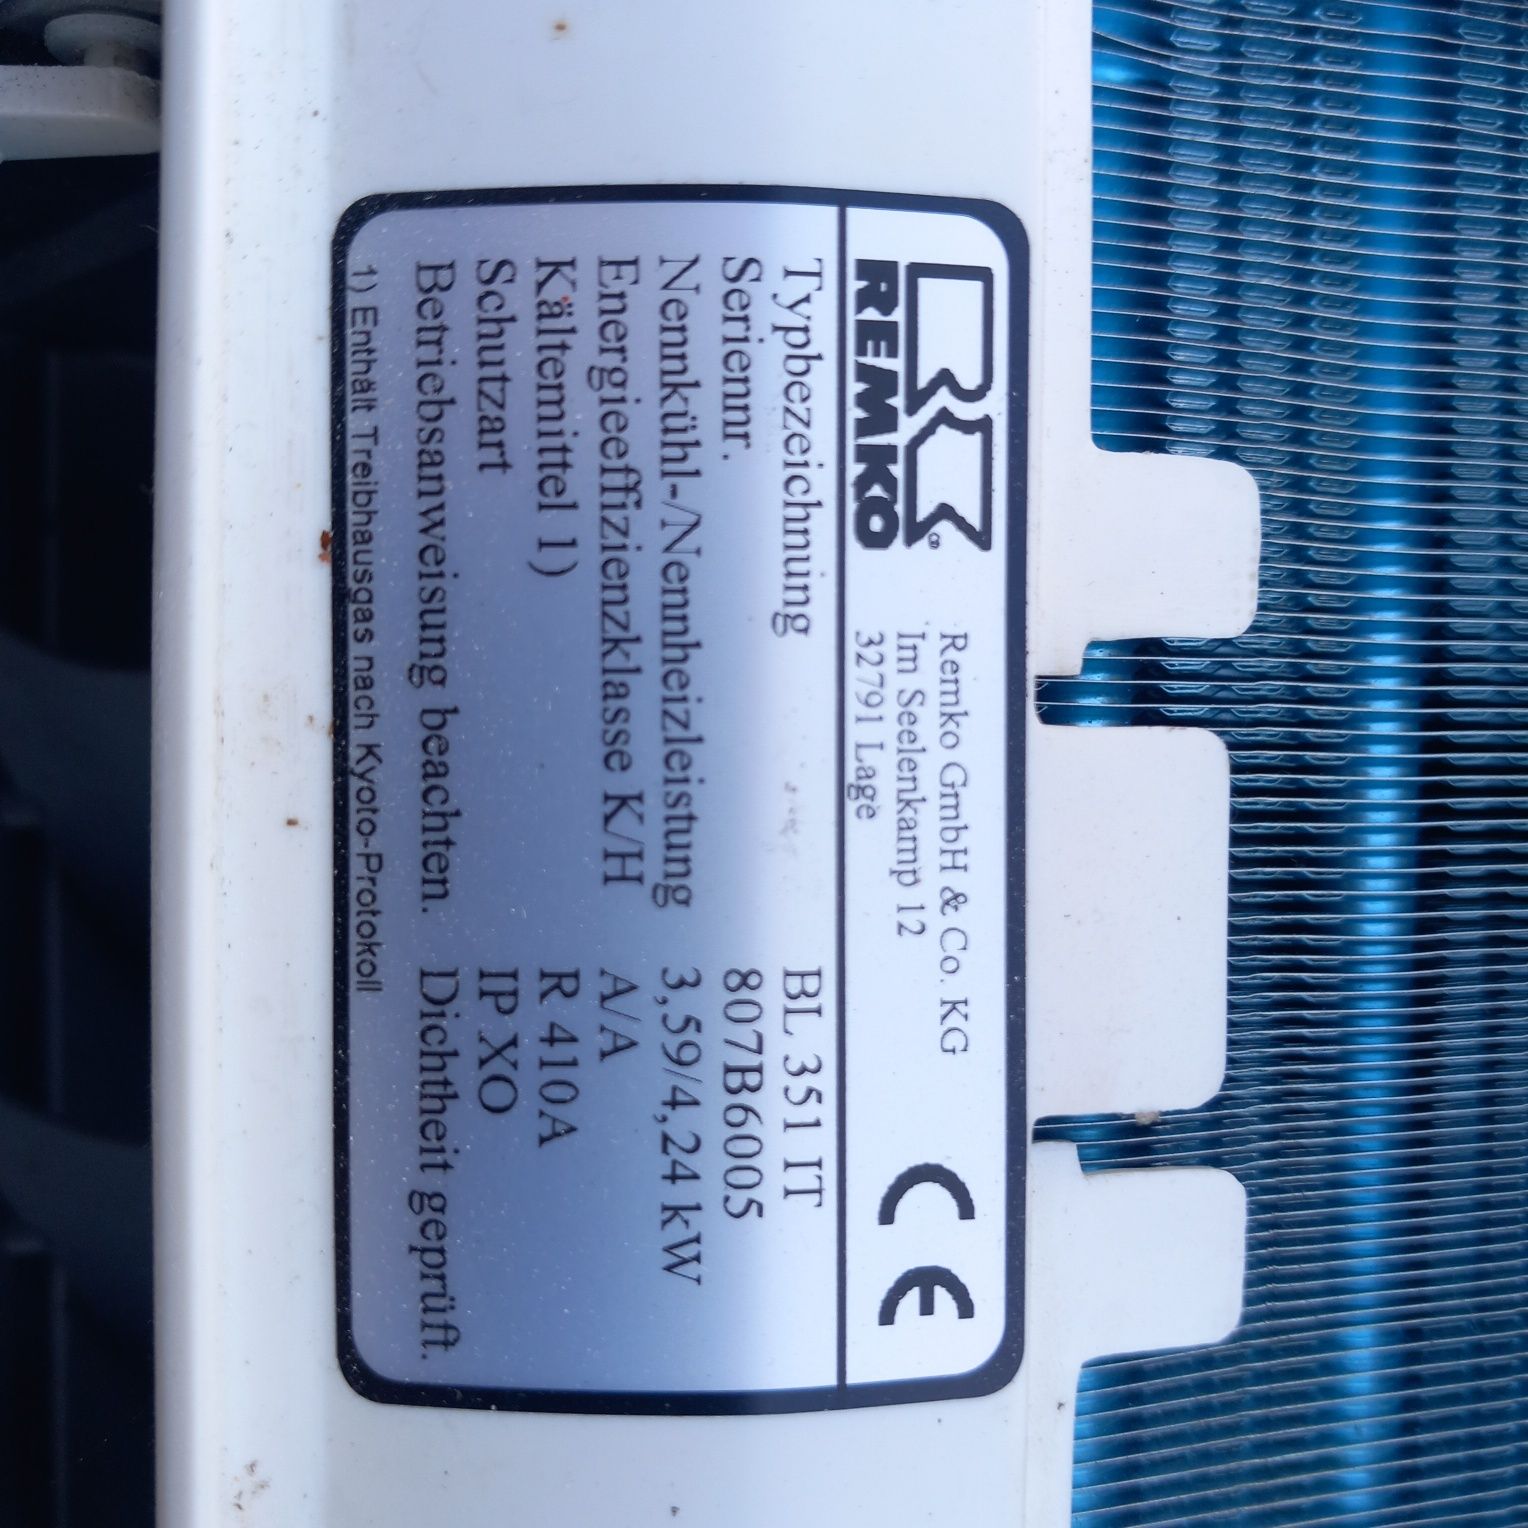 REMKO
Remko GmbH & Co. KG
Im Seelenkamp 12
32791 Lage
CE
Typbezeichnung BL 351 IT
Seriennr. 807B6005
Nennkühl-/Nennheizleistung 3,59/4,24 kW
Energieeffizienzklasse K/H A/A
Kältemittel 1) R 410A
Schutzart IP XO
Betriebsanweisung beachten. Dichtheit geprüft.
1) Enthält Treibhausgas nach Kyoto-Protokoll